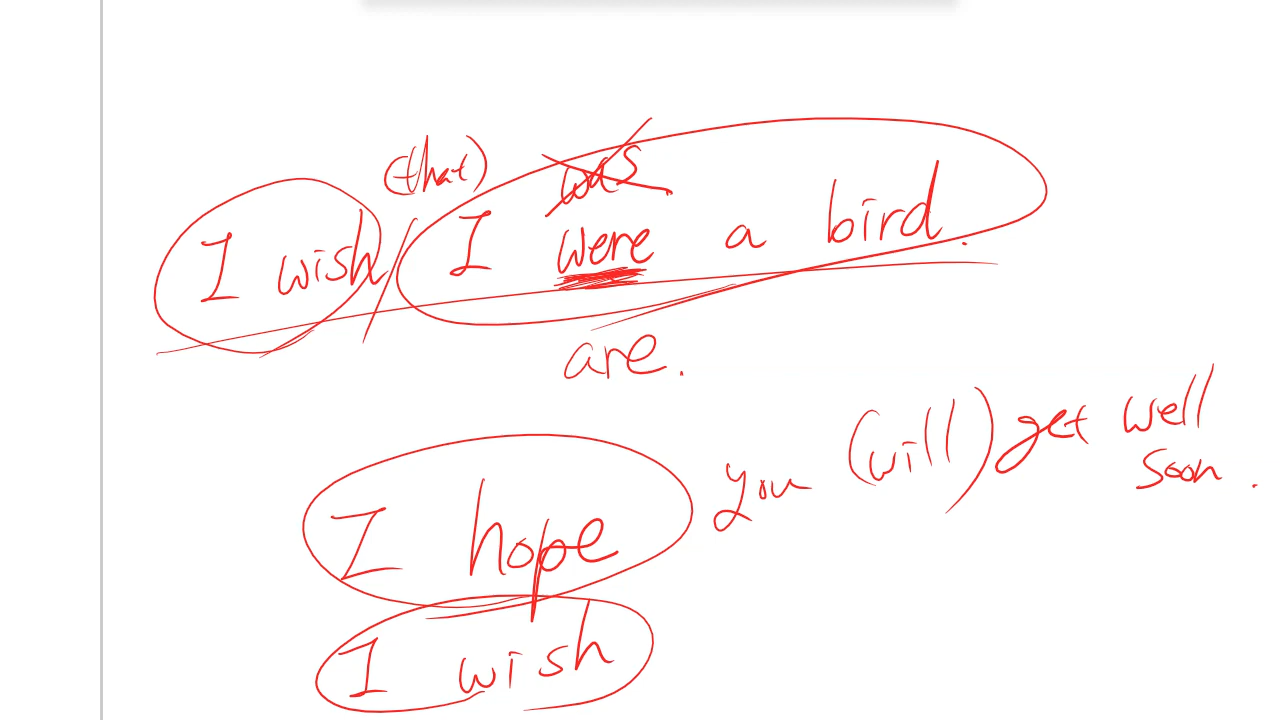 (that) was
I wish / I were a bird.
are.
you (will) get well
soon.
I hope
I wish